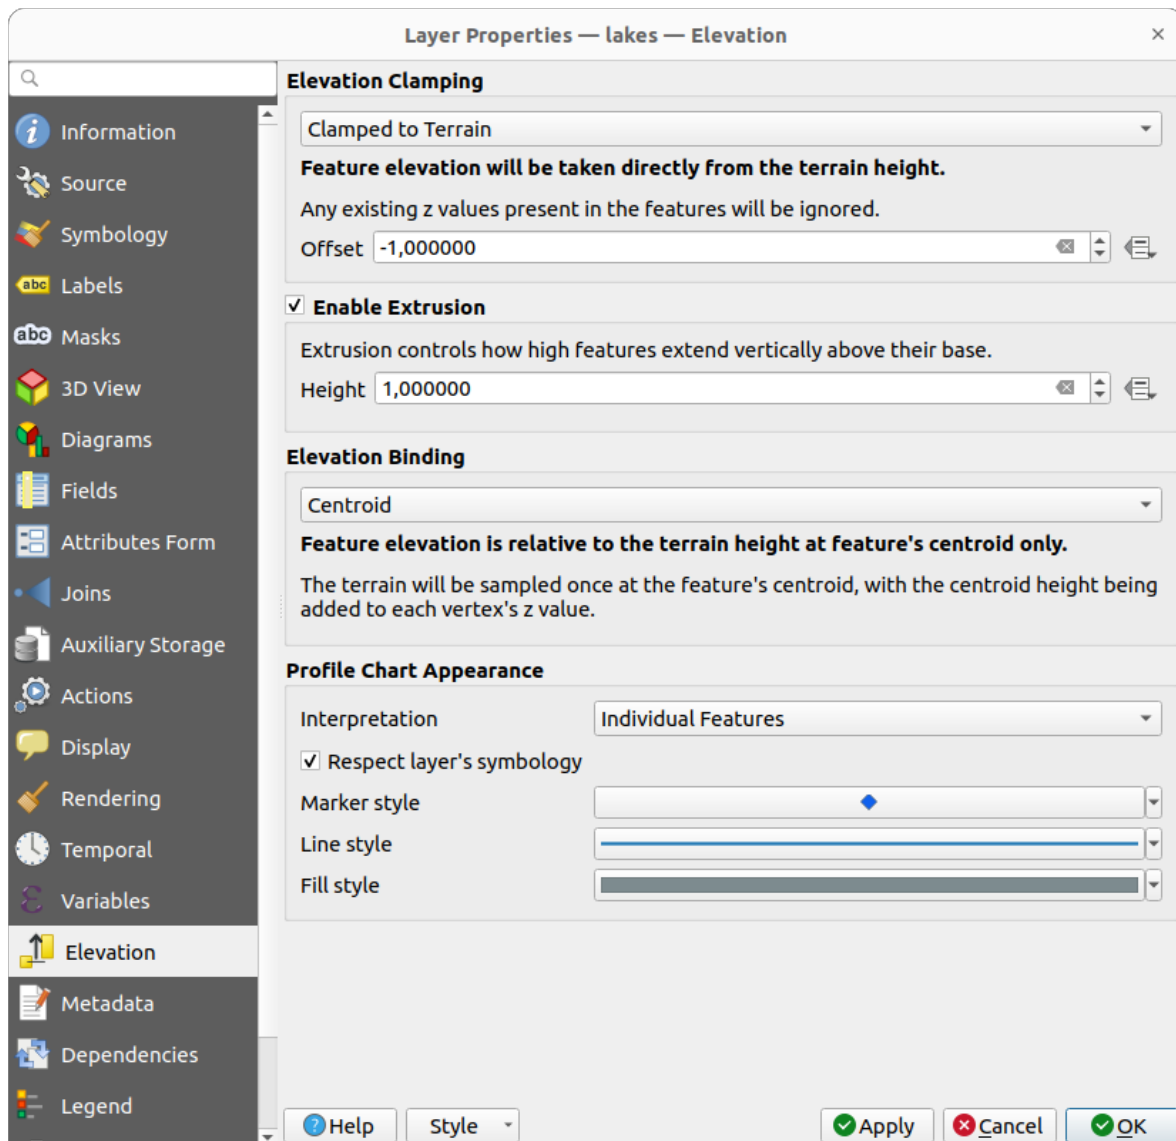 Layer Properties — lakes — Elevation
Information
Source
Symbology
abc Labels
abc Masks
3D View
Diagrams
Fields
Attributes Form
Joins
Auxiliary Storage
Actions
Display
Rendering
Temporal
Variables
Elevation
Metadata
Dependencies
Legend
Elevation Clamping
Clamped to Terrain
Feature elevation will be taken directly from the terrain height.
Any existing z values present in the features will be ignored.
Offset -1,000000
Enable Extrusion
Extrusion controls how high features extend vertically above their base.
Height 1,000000
Elevation Binding
Centroid
Feature elevation is relative to the terrain height at feature's centroid only.
The terrain will be sampled once at the feature's centroid, with the centroid height being
added to each vertex's z value.
Profile Chart Appearance
Interpretation Individual Features
Respect layer's symbology
Marker style
Line style
Fill style
Help Style Apply Cancel OK